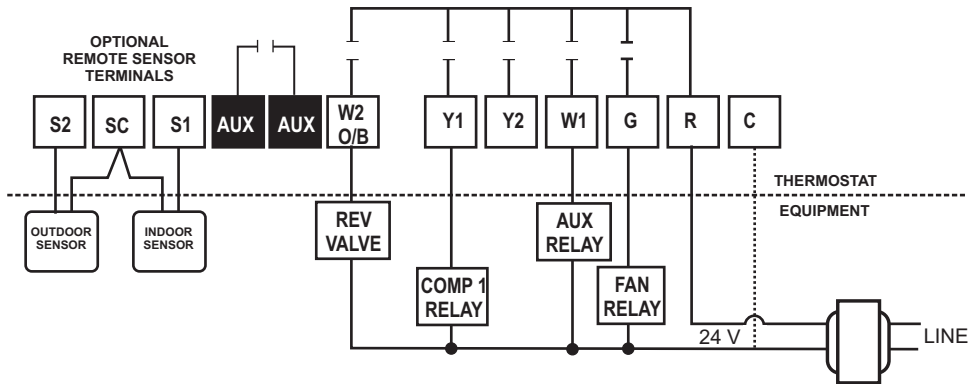 OPTIONAL
REMOTE SENSOR
TERMINALS
S2
SC
S1
AUX
AUX
W2
O/B
Y1
Y2
W1
G
R
C
THERMOSTAT
EQUIPMENT
OUTDOOR
SENSOR
INDOOR
SENSOR
REV
VALVE
COMP 1
RELAY
AUX
RELAY
FAN
RELAY
24 V
LINE